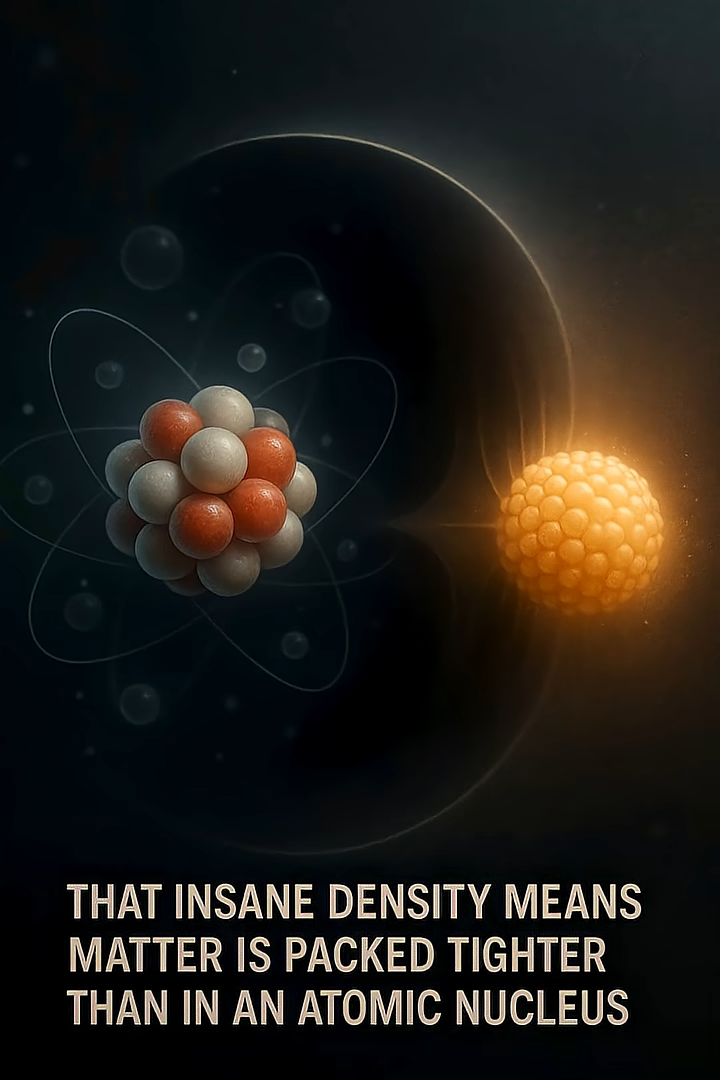 THAT INSANE DENSITY MEANS
MATTER IS PACKED TIGHTER
THAN IN AN ATOMIC NUCLEUS